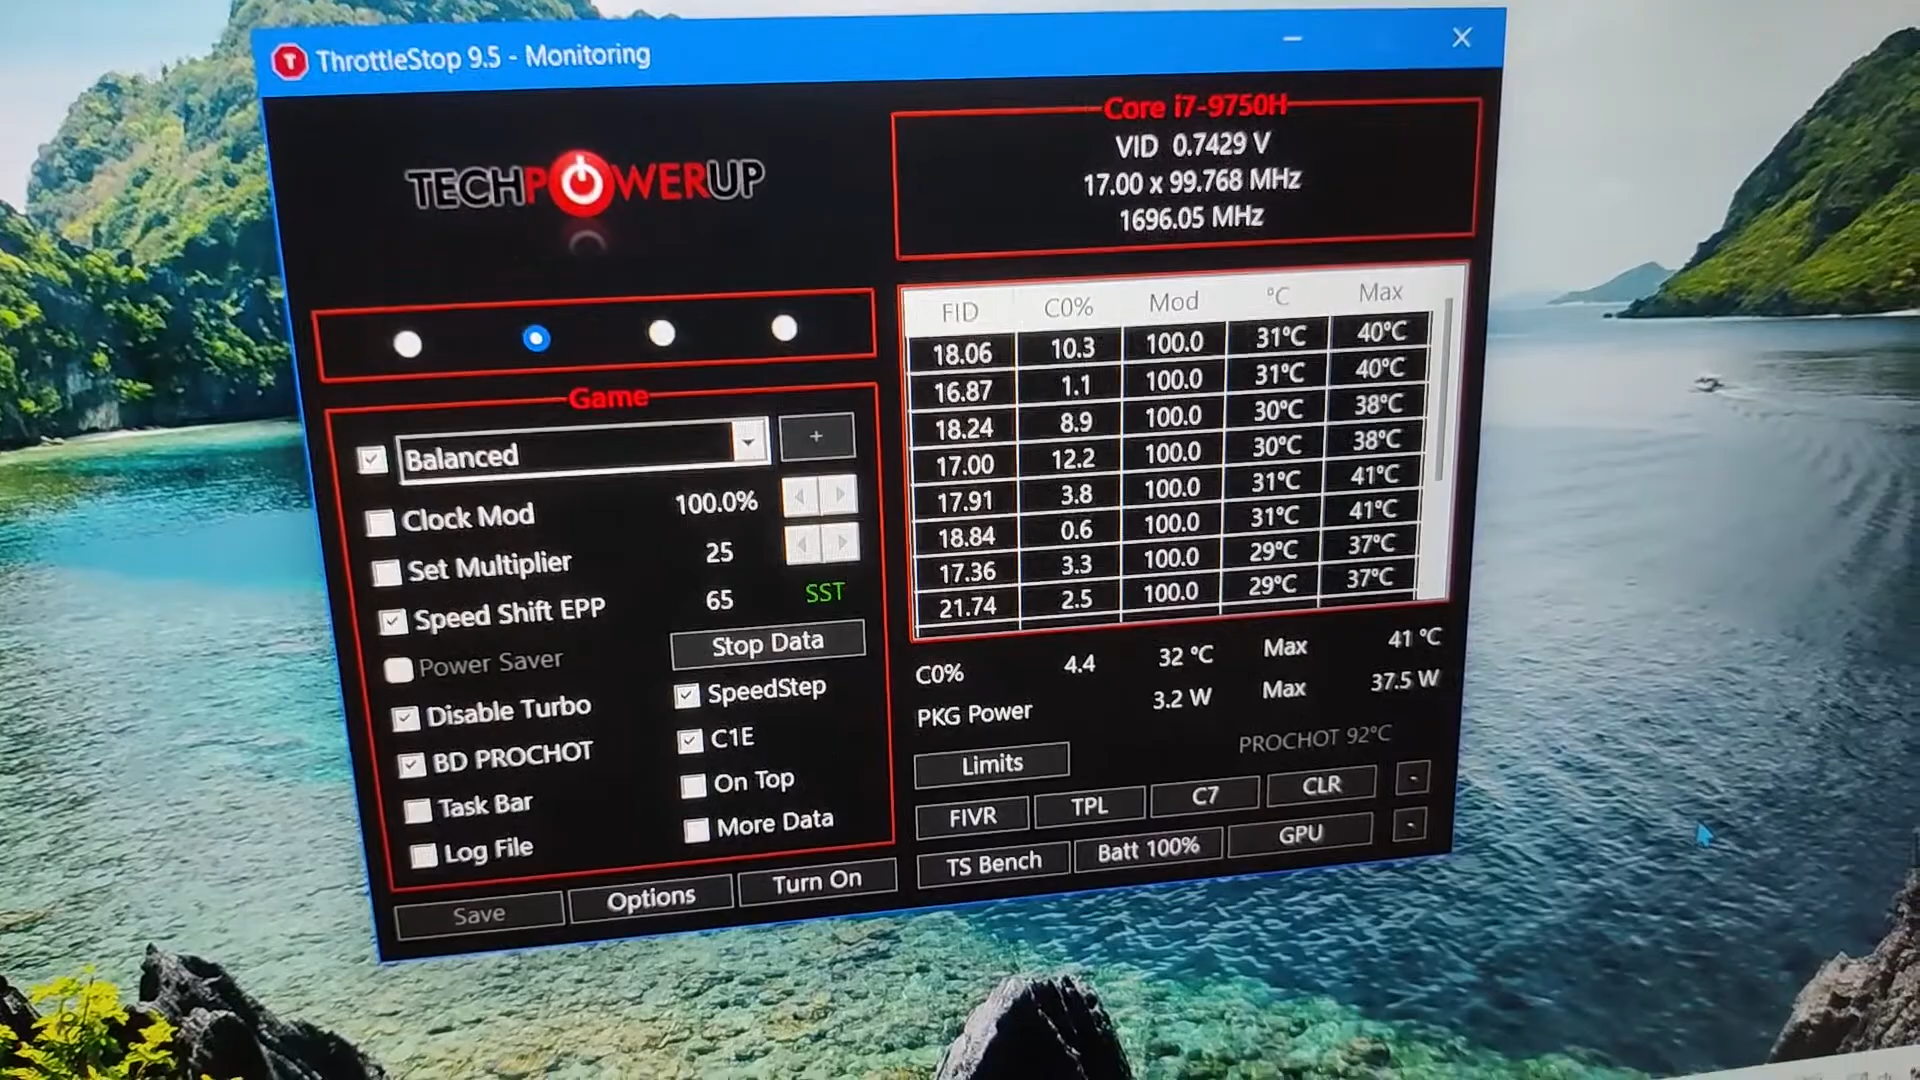 ThrottleStop 9.5 - Monitoring
TECHPOWERUP
Core i7-9750H
VID 0.7429 V
17.00 x 99.768 MHz
1696.05 MHz
Game
Balanced +
Clock Mod 100.0%
Set Multiplier 25
Speed Shift EPP 65 SST
Power Saver Stop Data
Disable Turbo SpeedStep
BD PROCHOT C1E
Task Bar On Top
Log File More Data
Save Options Turn On
FID C0% Mod °C Max
18.06 10.3 100.0 31°C 40°C
16.87 1.1 100.0 31°C 40°C
18.24 8.9 100.0 30°C 38°C
17.00 12.2 100.0 30°C 38°C
17.91 3.8 100.0 31°C 41°C
18.84 0.6 100.0 31°C 41°C
17.36 3.3 100.0 29°C 37°C
21.74 2.5 100.0 29°C 37°C
C0% 4.4 32 °C Max 41 °C
PKG Power 3.2 W Max 37.5 W
Limits PROCHOT 92°C
FIVR TPL C7 CLR -
TS Bench Batt 100% GPU -